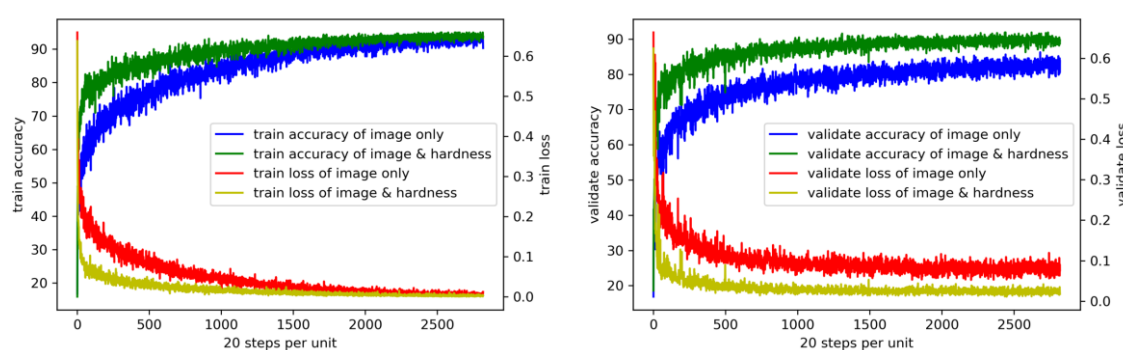 90
80
70
60
50
40
30
20
train accuracy
0.6
0.5
0.4
0.3
0.2
0.1
0.0
train loss
train accuracy of image only
train accuracy of image & hardness
train loss of image only
train loss of image & hardness
0 500 1000 1500 2000 2500
20 steps per unit
90
80
70
60
50
40
30
20
validate accuracy
0.6
0.5
0.4
0.3
0.2
0.1
0.0
validate loss
validate accuracy of image only
validate accuracy of image & hardness
validate loss of image only
validate loss of image & hardness
0 500 1000 1500 2000 2500
20 steps per unit